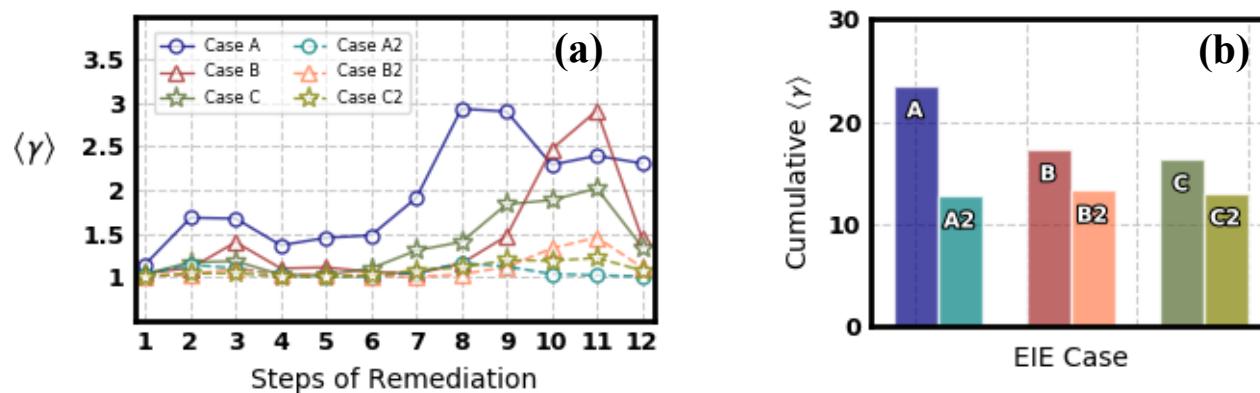 (a)
⟨γ⟩
3.5
3
2.5
2
1.5
1
Case A
Case B
Case C
Case A2
Case B2
Case C2
1 2 3 4 5 6 7 8 9 10 11 12
Steps of Remediation
(b)
Cumulative ⟨γ⟩
30
20
10
0
A
A2
B
B2
C
C2
EIE Case